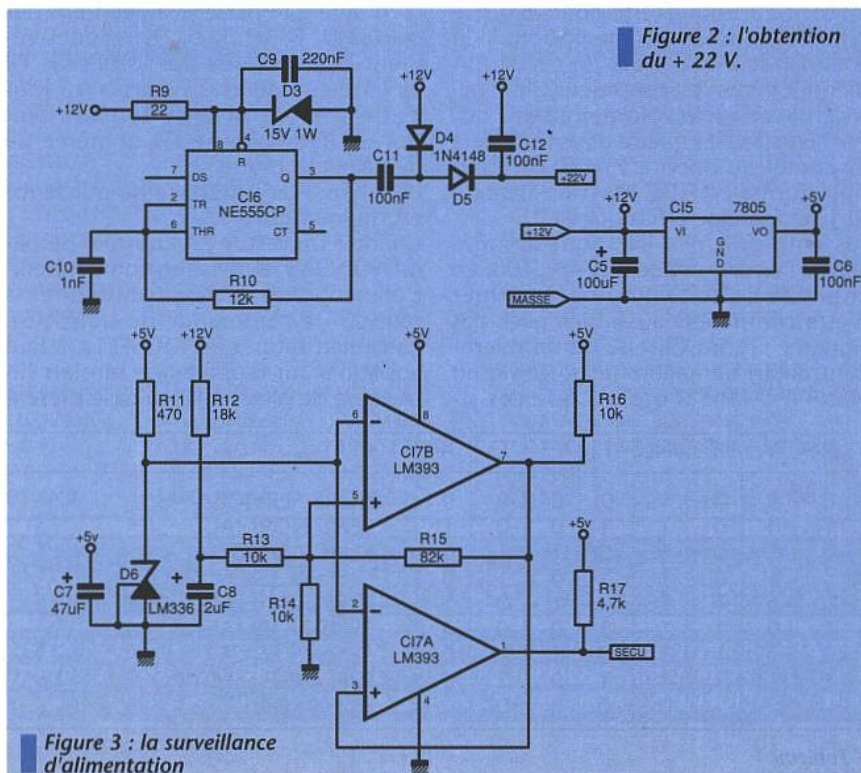 Figure 2 : l'obtention
du + 22 V.
C9
220nF
D3
15V 1W
+12V
R9
22
8
4
R
7
DS
2
TR
6
THR
Q
3
CT
5
CI6
NE555CP
C10
1nF
R10
12k
C11
100nF
+12V
D4
1N4148
D5
+12V
C12
100nF
+22V
+12V
MASSE
+12V
+
C5
100uF
CI5
7805
VI
GND
VO
+5V
C6
100nF
+5V
+12V
R11
470
R12
18k
+5V
6
−
8
CI7B
LM393
5
+
7
+5V
R16
10k
R13
10k
R15
82k
+5v
+
C7
47uF
D6
LM336
+
C8
2uF
R14
10k
2
−
CI7A
LM393
3
+
4
1
+5v
R17
4,7k
SECU
Figure 3 : la surveillance
d'alimentation